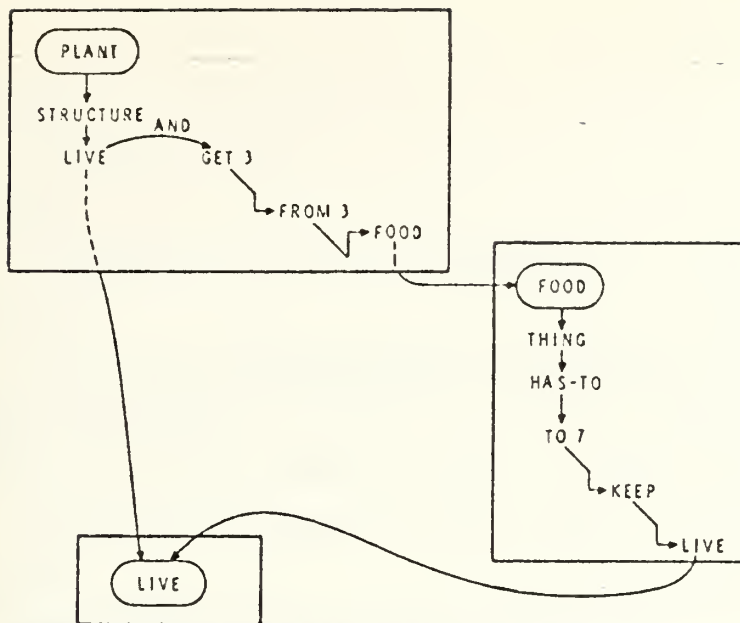 PLANT
STRUCTURE
AND
LIVE GET 3
FROM 3
FOOD
FOOD
THING
HAS-TO
TO 7
KEEP
LIVE
LIVE